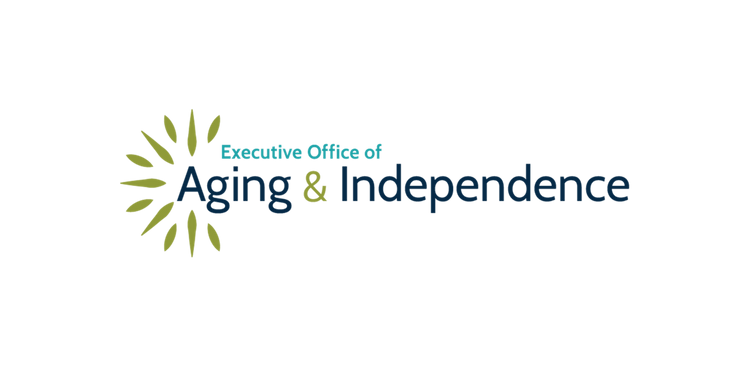 Executive Office of
Aging & Independence